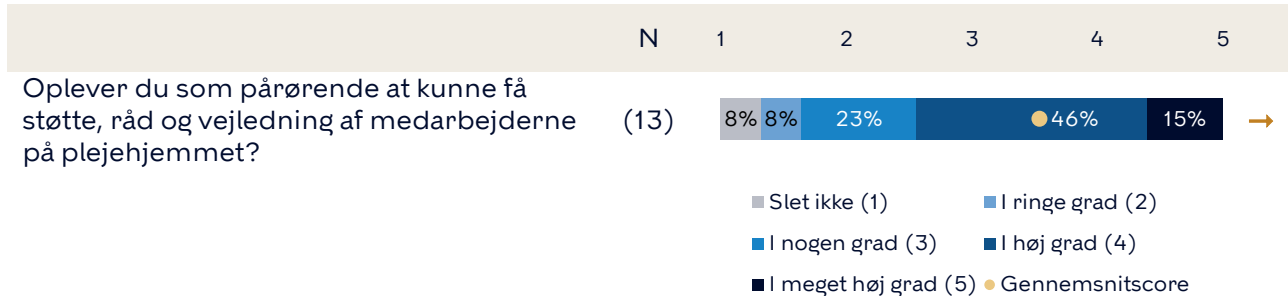 N 1 2 3 4 5
Oplever du som pårørende at kunne få
støtte, råd og vejledning af medarbejderne
på plejehjemmet?
(13) 8% 8% 23% 46% 15%
Slet ikke (1) I ringe grad (2)
I nogen grad (3) I høj grad (4)
I meget høj grad (5) Gennemsnitscore